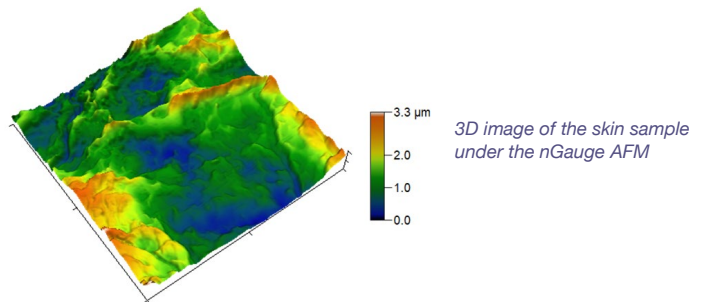 3.3 μm
2.0
1.0
0.0
3D image of the skin sample
under the nGauge AFM